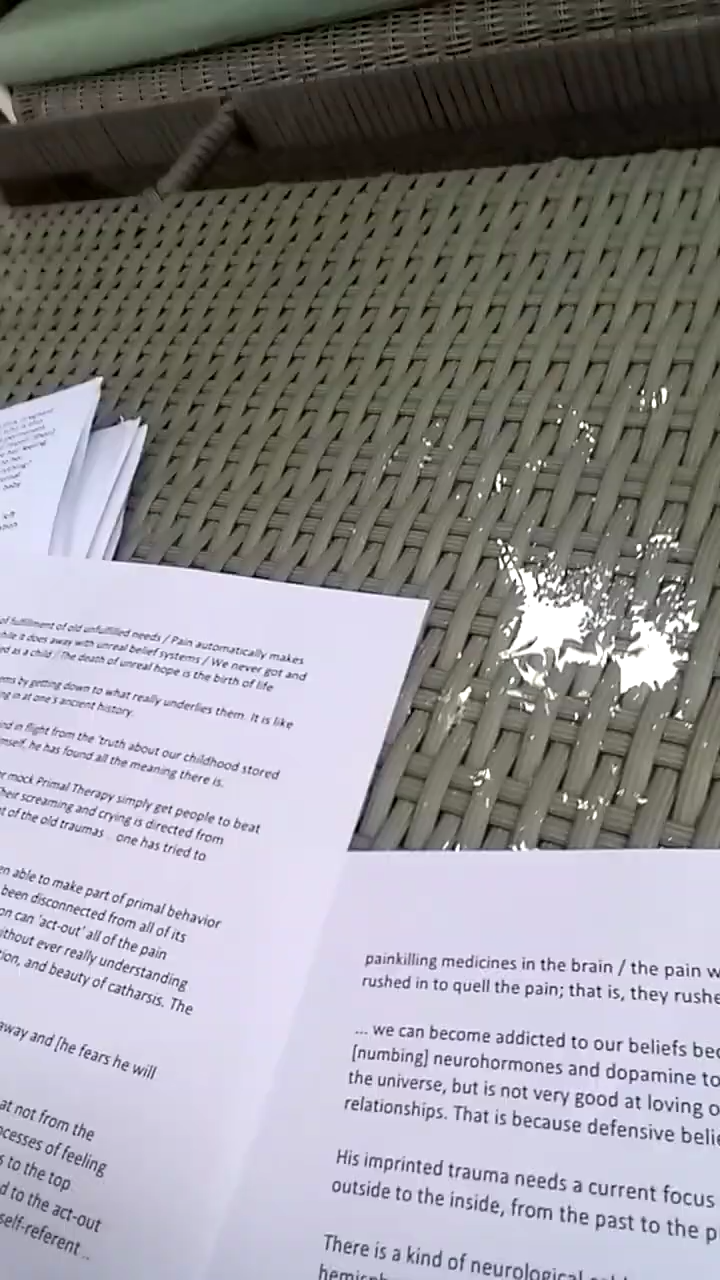 of fulfillment of old unfulfilled needs / Pain automatically makes
while it does away with unreal belief systems / We never got and
ed as a child / The death of unreal hope is the birth of life
ems by getting down to what really underlies them. It is like
ng in at one's ancient history.
nd in flight from the 'truth about our childhood stored
mself, he has found all the meaning there is.
r mock Primal Therapy simply get people to beat
Their screaming and crying is directed from
t of the old traumas .. one has tried to
en able to make part of primal behavior
been disconnected from all of its
on can 'act-out' all of the pain
ithout ever really understanding
tion, and beauty of catharsis. The
away and [he fears he will
at not from the
ocesses of feeling
s to the top
d to the act-out
self-referent ..
painkilling medicines in the brain / the pain w
rushed in to quell the pain; that is, they rushe
... we can become addicted to our beliefs bec
[numbing] neurohormones and dopamine to
the universe, but is not very good at loving o
relationships. That is because defensive belie
His imprinted trauma needs a current focus
outside to the inside, from the past to the p
There is a kind of neurological